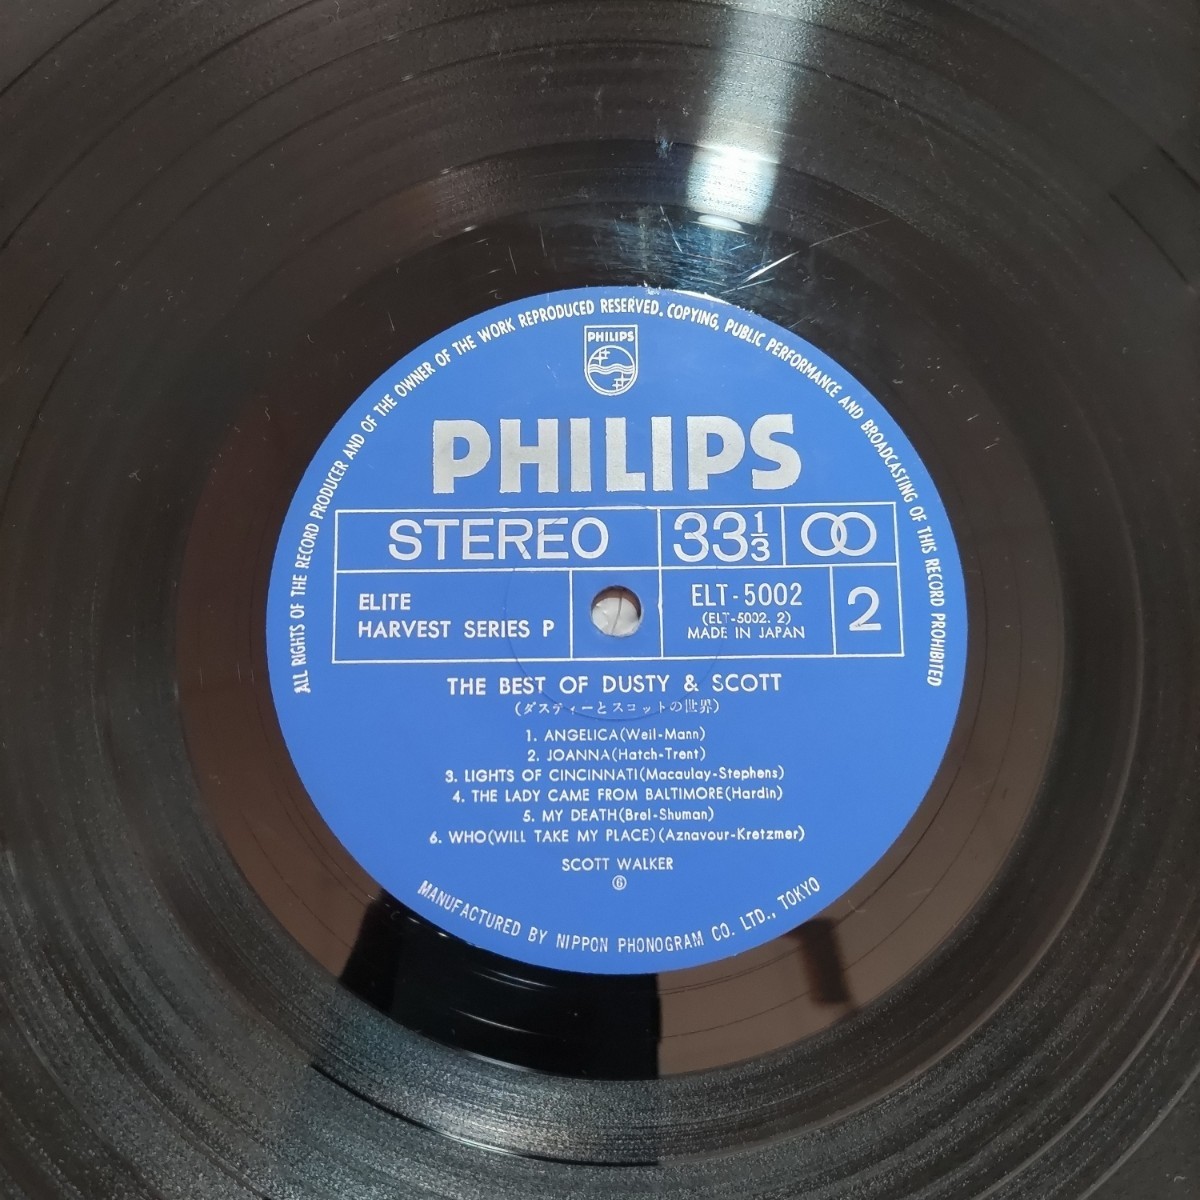 ALL RIGHTS OF THE RECORD PRODUCER AND OF THE OWNER OF THE WORK REPRODUCED RESERVED. COPYING, PUBLIC PERFORMANCE AND BROADCASTING OF THIS RECORD PROHIBITED
PHILIPS
PHILIPS
STEREO 33 1/3
ELITE
HARVEST SERIES P
ELT-5002
(ELT-5002. 2)
MADE IN JAPAN
2
THE BEST OF DUSTY & SCOTT
(ダスティーとスコットの世界)
1. ANGELICA(Weil-Mann)
2. JOANNA(Hatch-Trent)
3. LIGHTS OF CINCINNATI(Macaulay-Stephens)
4. THE LADY CAME FROM BALTIMORE(Hardin)
5. MY DEATH(Brel-Shuman)
6. WHO(WILL TAKE MY PLACE)(Aznavour-Kretzmer)
SCOTT WALKER
⑥
MANUFACTURED BY NIPPON PHONOGRAM CO. LTD., TOKYO